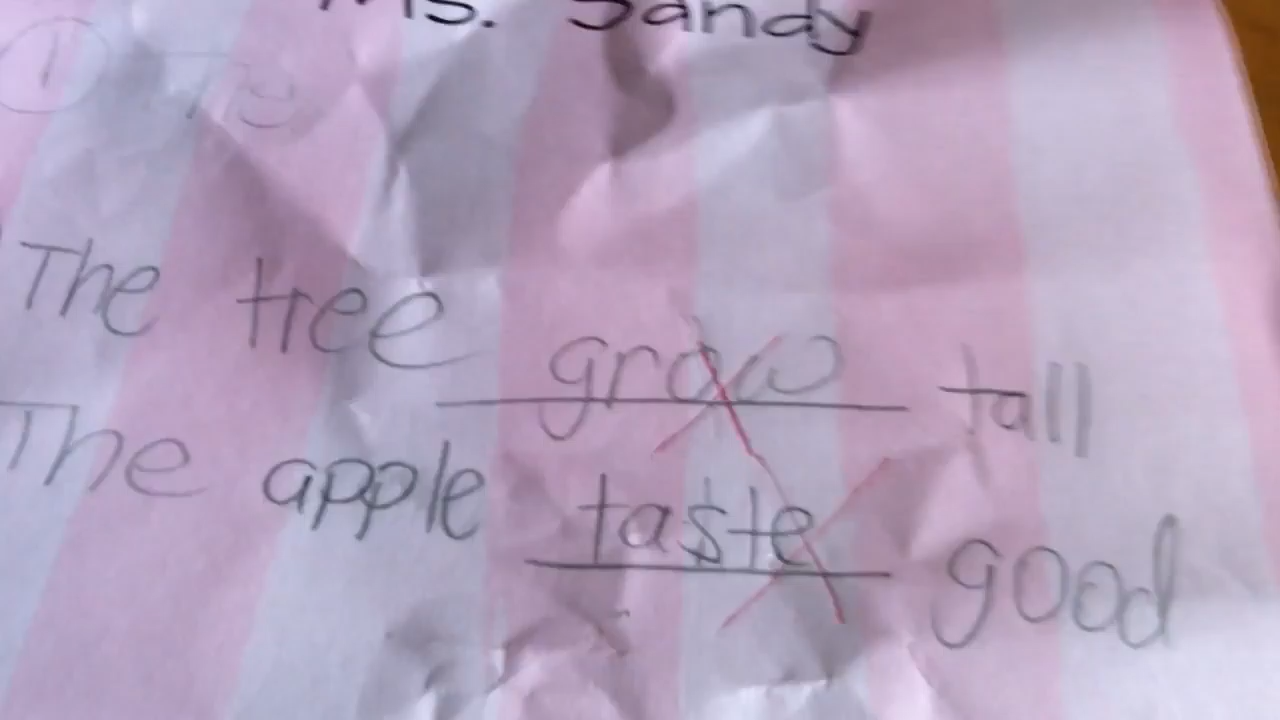 Ms. Sandy
The tree grow tall
The apple taste good